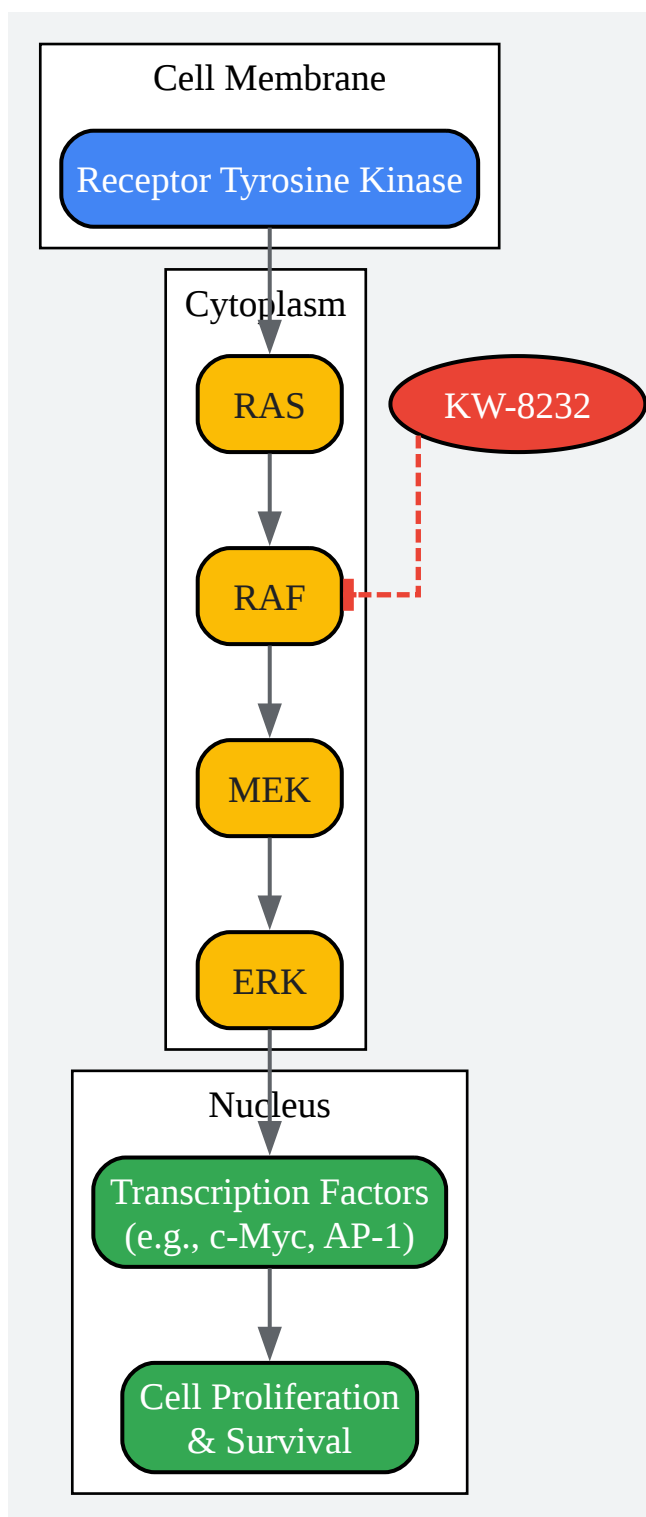 Cell Membrane
Receptor Tyrosine Kinase
Cytoplasm
RAS
KW-8232
RAF
MEK
ERK
Nucleus
Transcription Factors
(e.g., c-Myc, AP-1)
Cell Proliferation
& Survival